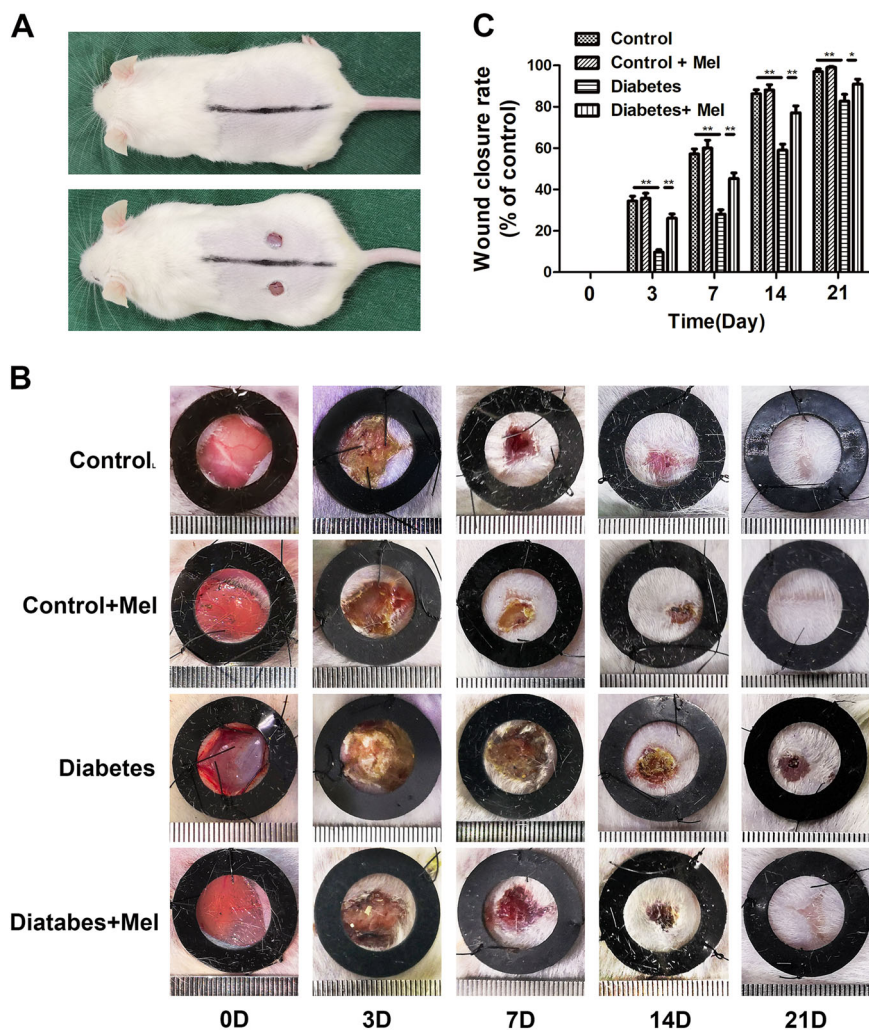 A
C
Control
Control + Mel
Diabetes
Diabetes+ Mel
Wound closure rate
(% of control)
100
80
60
40
20
0
** **
** **
** **
** *
0 3 7 14 21
Time(Day)
B
Control
Control+Mel
Diabetes
Diatabes+Mel
0D 3D 7D 14D 21D